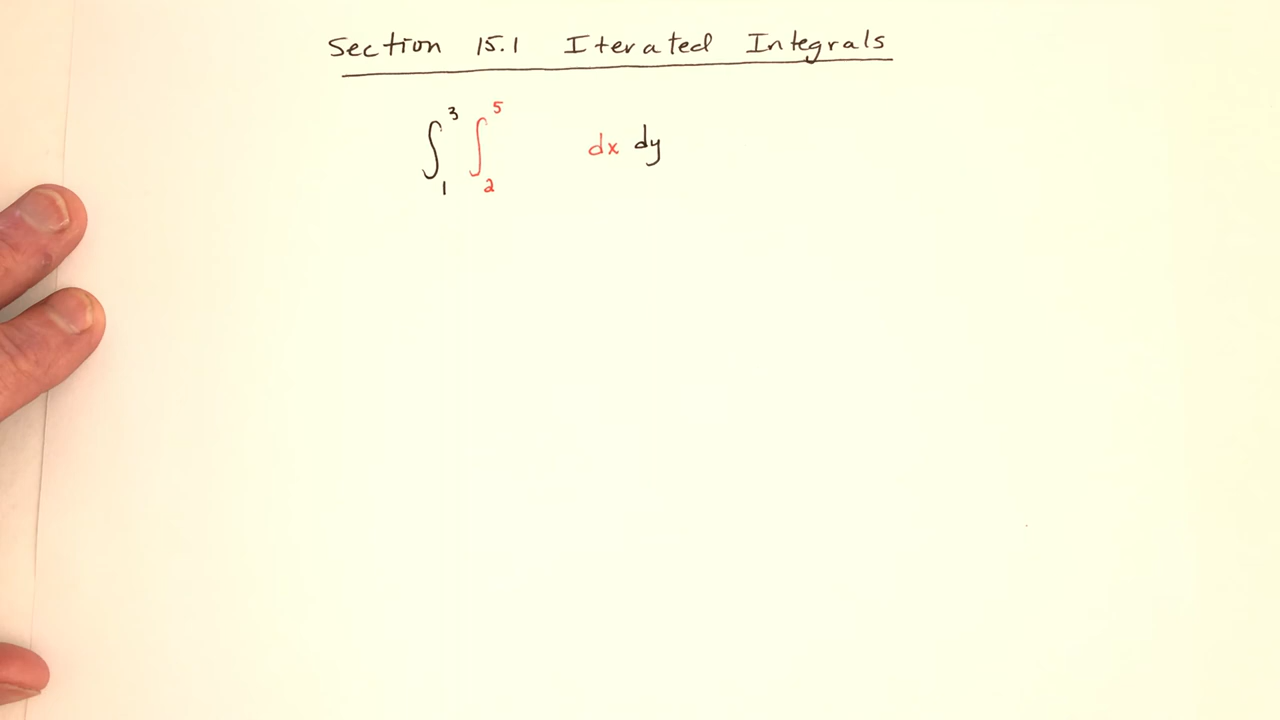 Section 15.1 Iterated Integrals
∫₁³ ∫₂⁵ dx dy